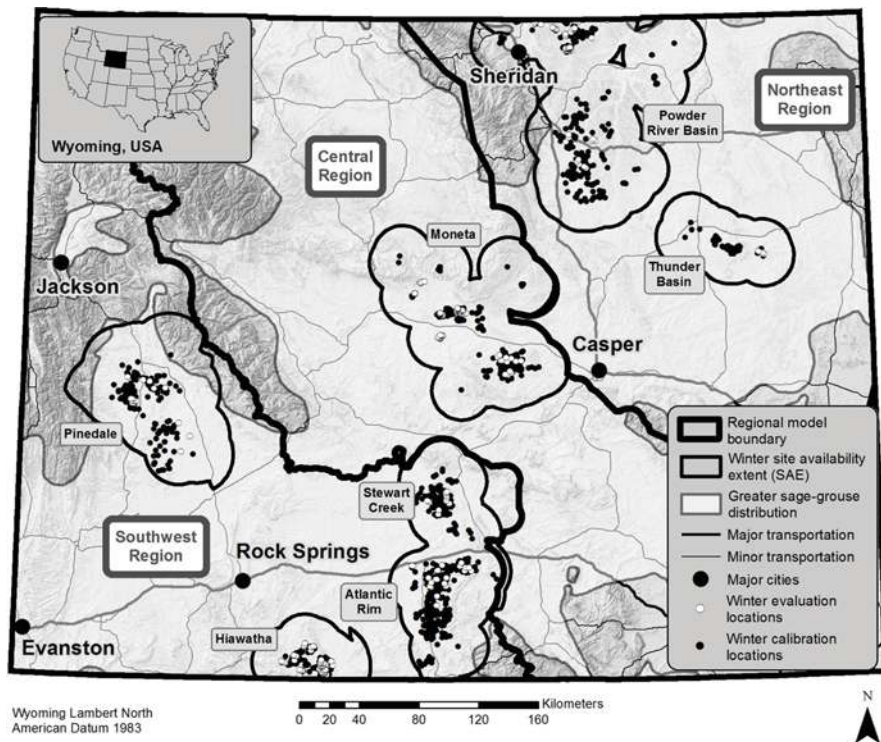 Wyoming, USA
Sheridan
Northeast
Region
Powder
River Basin
Central
Region
Moneta
Thunder
Basin
Jackson
Casper
Pinedale
Stewart
Creek
Southwest
Region
Rock Springs
Atlantic
Rim
Hiawatha
Evanston
Regional model
boundary
Winter site availability
extent (SAE)
Greater sage-grouse
distribution
Major transportation
Minor transportation
Major cities
Winter evaluation
locations
Winter calibration
locations
Wyoming Lambert North
American Datum 1983
Kilometers
0 20 40 80 120 160
N